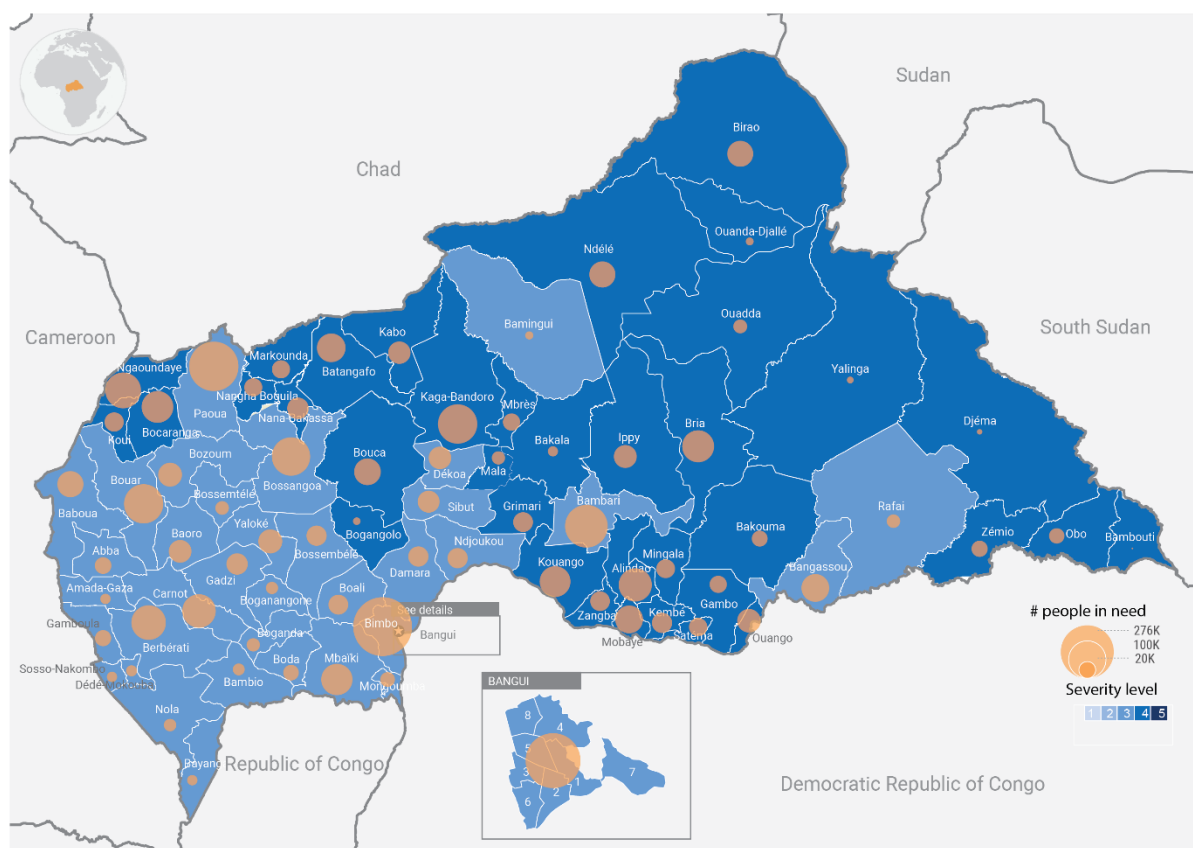 Sudan
Birao
Chad
Ouanda-Djallé
Ndélé
Cameroon
Bamingui
Ouadda
South Sudan
Kabo
Markounda
Batangafo
Ngaoundaye
Yalinga
Nangha Boguila
Kaga-Bandoro
Mbrès
Nana-Bakassa
Paoua
Koui
Bocaranga
Bakala
Ippy
Bria
Djéma
Bozoum
Bouca
Dékoa
Mala
Bossangoa
Bouar
Bossemtélé
Baboua
Sibut
Grimari
Bambari
Rafai
Yaloké
Baoro
Bossembélé
Bogangolo
Ndjoukou
Bakouma
Zémio
Obo
Bambouti
Abba
Damara
Kouango
Mingala
Alindao
Bangassou
Gadzi
Amada-Gaza
Carnot
Boganangone
Boali
Zangba
Kembé
Gambo
See details
Gamboula
Bimbo
Bangui
Satéma
Mobaye
Ouango
Berbérati
Boganda
Boda
Mbaïki
Sosso-Nakombo
Dédé-Mokouba
Bambio
Mongoumba
Nola
Bayanga
Republic of Congo
Democratic Republic of Congo
BANGUI
8
4
5
3
1
7
6
2
# people in need
276K
100K
20K
Severity level
1 2 3 4 5